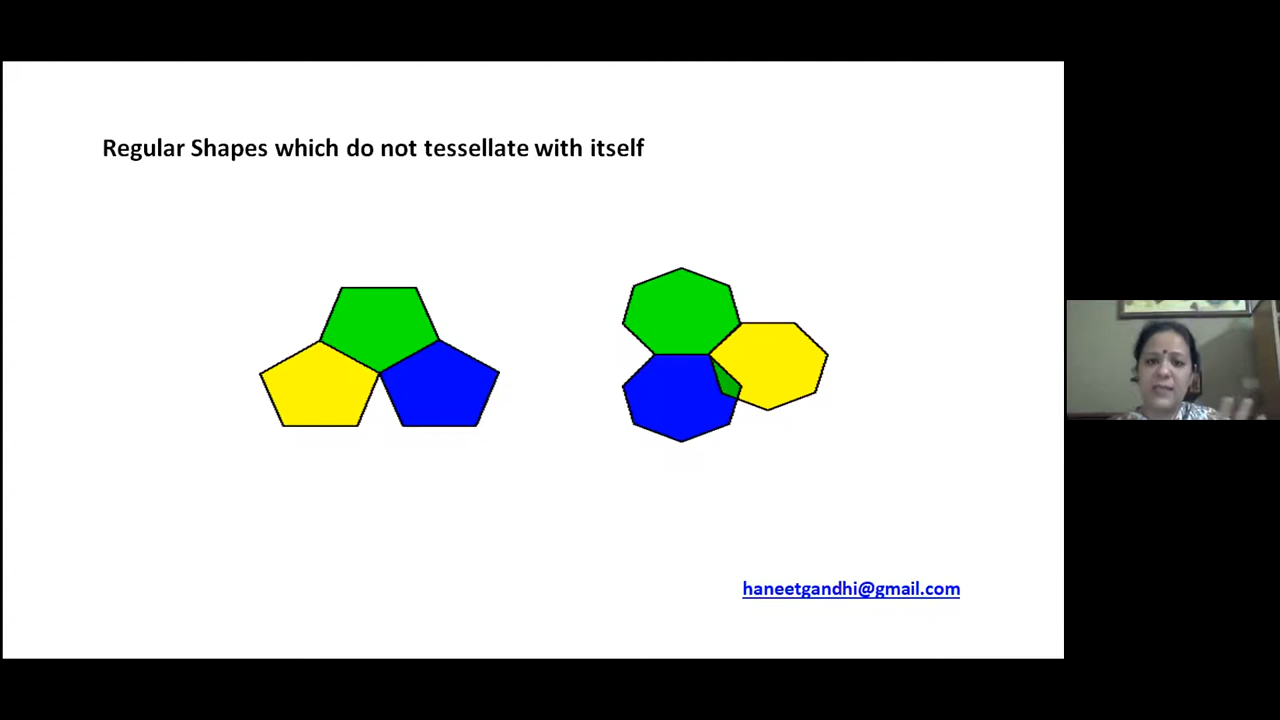 Regular Shapes which do not tessellate with itself
haneetgandhi@gmail.com